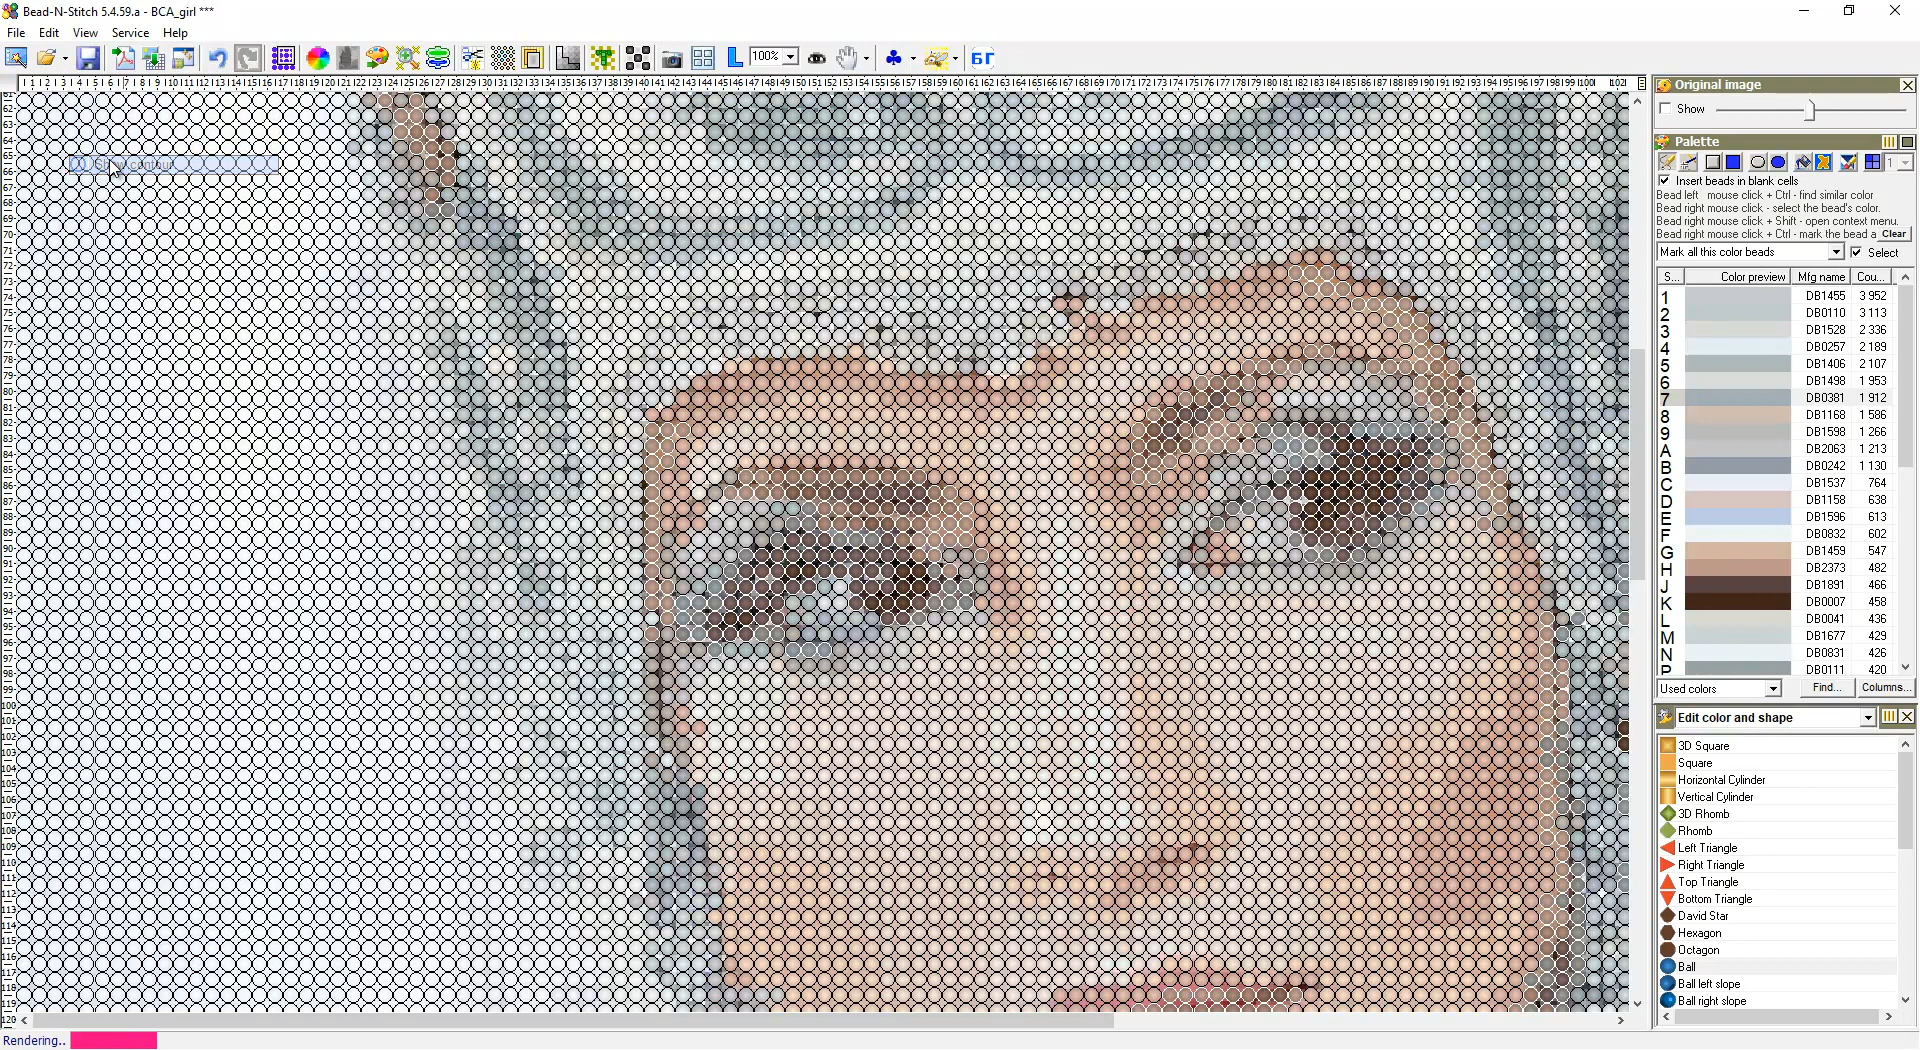 Bead-N-Stitch 5.4.59.a - BCA_girl ***
File Edit View Service Help
100%
БГ
Show contour
Original image
Show
Palette
1
Insert beads in blank cells
Bead left mouse click + Ctrl - find similar color
Bead right mouse click - select the bead's color.
Bead right mouse click + Shift - open context menu.
Bead right mouse click + Ctrl - mark the bead a Clear
Mark all this color beads Select
S... Color preview Mfg name Cou...
1 DB1455 3 952
2 DB0110 3 113
3 DB1528 2 336
4 DB0257 2 189
5 DB1406 2 107
6 DB1498 1 953
7 DB0381 1 912
8 DB1168 1 586
9 DB1598 1 266
A DB2063 1 213
B DB0242 1 130
C DB1537 764
D DB1158 638
E DB1596 613
F DB0832 602
G DB1459 547
H DB2373 482
J DB1891 466
K DB0007 458
L DB0041 436
M DB1677 429
N DB0831 426
P DB0111 420
Used colors Find... Columns...
Edit color and shape
3D Square
Square
Horizontal Cylinder
Vertical Cylinder
3D Rhomb
Rhomb
Left Triangle
Right Triangle
Top Triangle
Bottom Triangle
David Star
Hexagon
Octagon
Ball
Ball left slope
Ball right slope
Rendering..